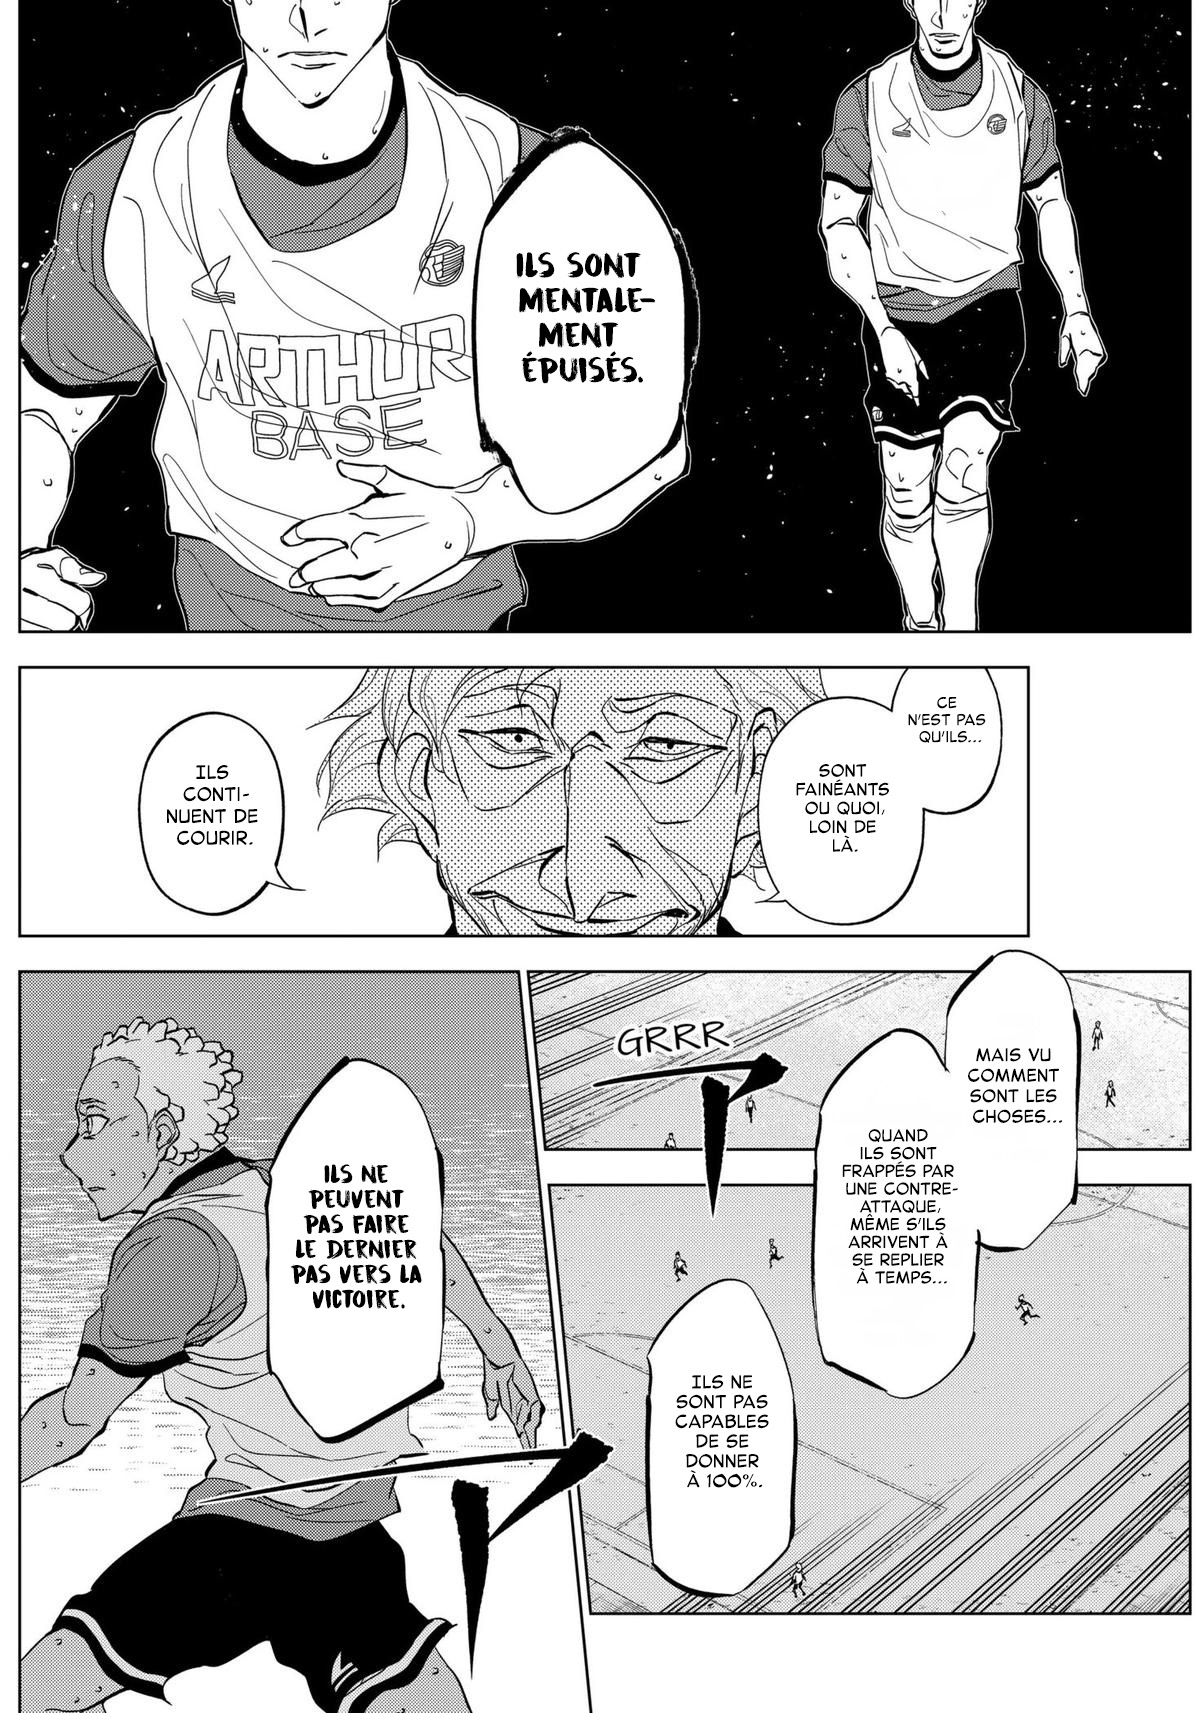 ILS SONT
MENTALE-
MENT
ÉPUISÉS.
ARTHUR
BASE
CE
N'EST PAS
QU'ILS...
SONT
FAINÉANTS
OU QUOI,
LOIN DE
LÀ.
ILS
CONTI-
NUENT DE
COURIR.
MAIS VU
COMMENT
SONT LES
CHOSES...
QUAND
ILS SONT
FRAPPÉS PAR
UNE CONTRE-
ATTAQUE,
MÊME S'ILS
ARRIVENT À
SE REPLIER
À TEMPS...
GRRR
ILS NE
SONT PAS
CAPABLES
DE SE
DONNER
À 100%.
ILS NE
PEUVENT
PAS FAIRE
LE DERNIER
PAS VERS LA
VICTOIRE.